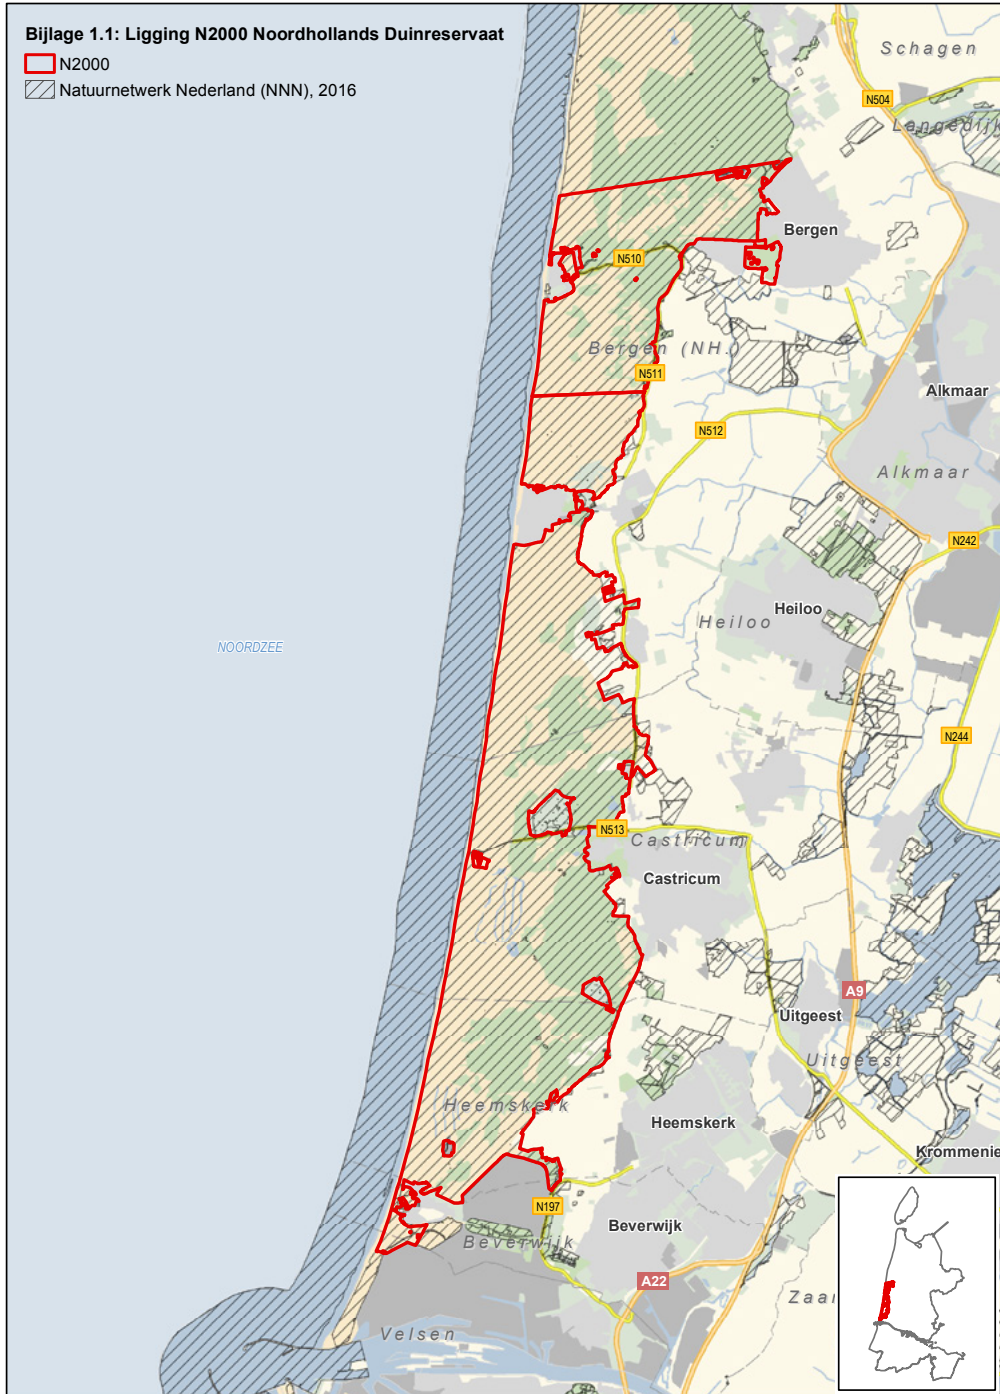 Bijlage 1.1: Ligging N2000 Noordhollands Duinreservaat
N2000
Natuurnetwerk Nederland (NNN), 2016
Schagen
N504
Langedijk
Bergen
N510
Bergen (NH.)
N511
Alkmaar
N512
Alkmaar
N242
Heiloo
Heiloo
NOORDZEE
N244
N513
Castricum
Castricum
A9
Uitgeest
Uitgeest
Heemskerk
Heemskerk
Krommenie
N197
Beverwijk
Beverwijk
A22
Zaan
Velsen